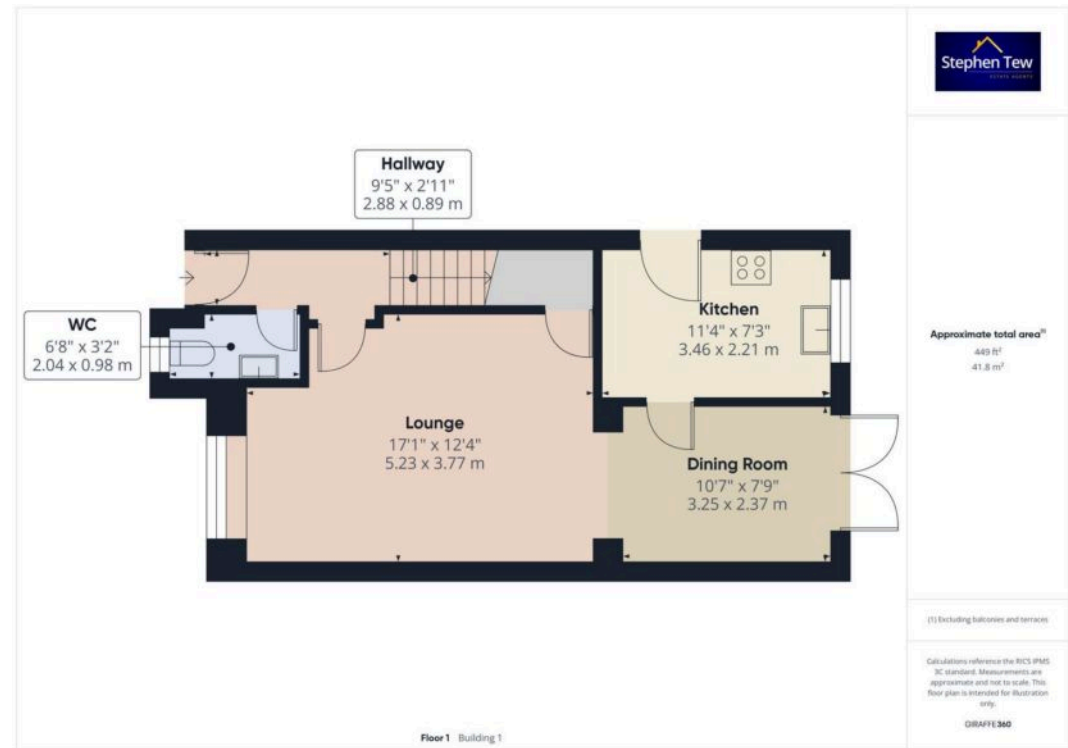 Hallway
9'5" x 2'11"
2.88 x 0.89 m
WC
6'8" x 3'2"
2.04 x 0.98 m
Lounge
17'1" x 12'4"
5.23 x 3.77 m
Kitchen
11'4" x 7'3"
3.46 x 2.21 m
Dining Room
10'7" x 7'9"
3.25 x 2.37 m
Floor 1 Building 1
Stephen Tew
ESTATE AGENTS
Approximate total area⁽¹⁾
449 ft²
41.8 m²
(1) Excluding balconies and terraces
Calculations reference the RICS IPMS
3C standard. Measurements are
approximate and not to scale. This
floor plan is intended for illustration
only.
GIRAFFE360